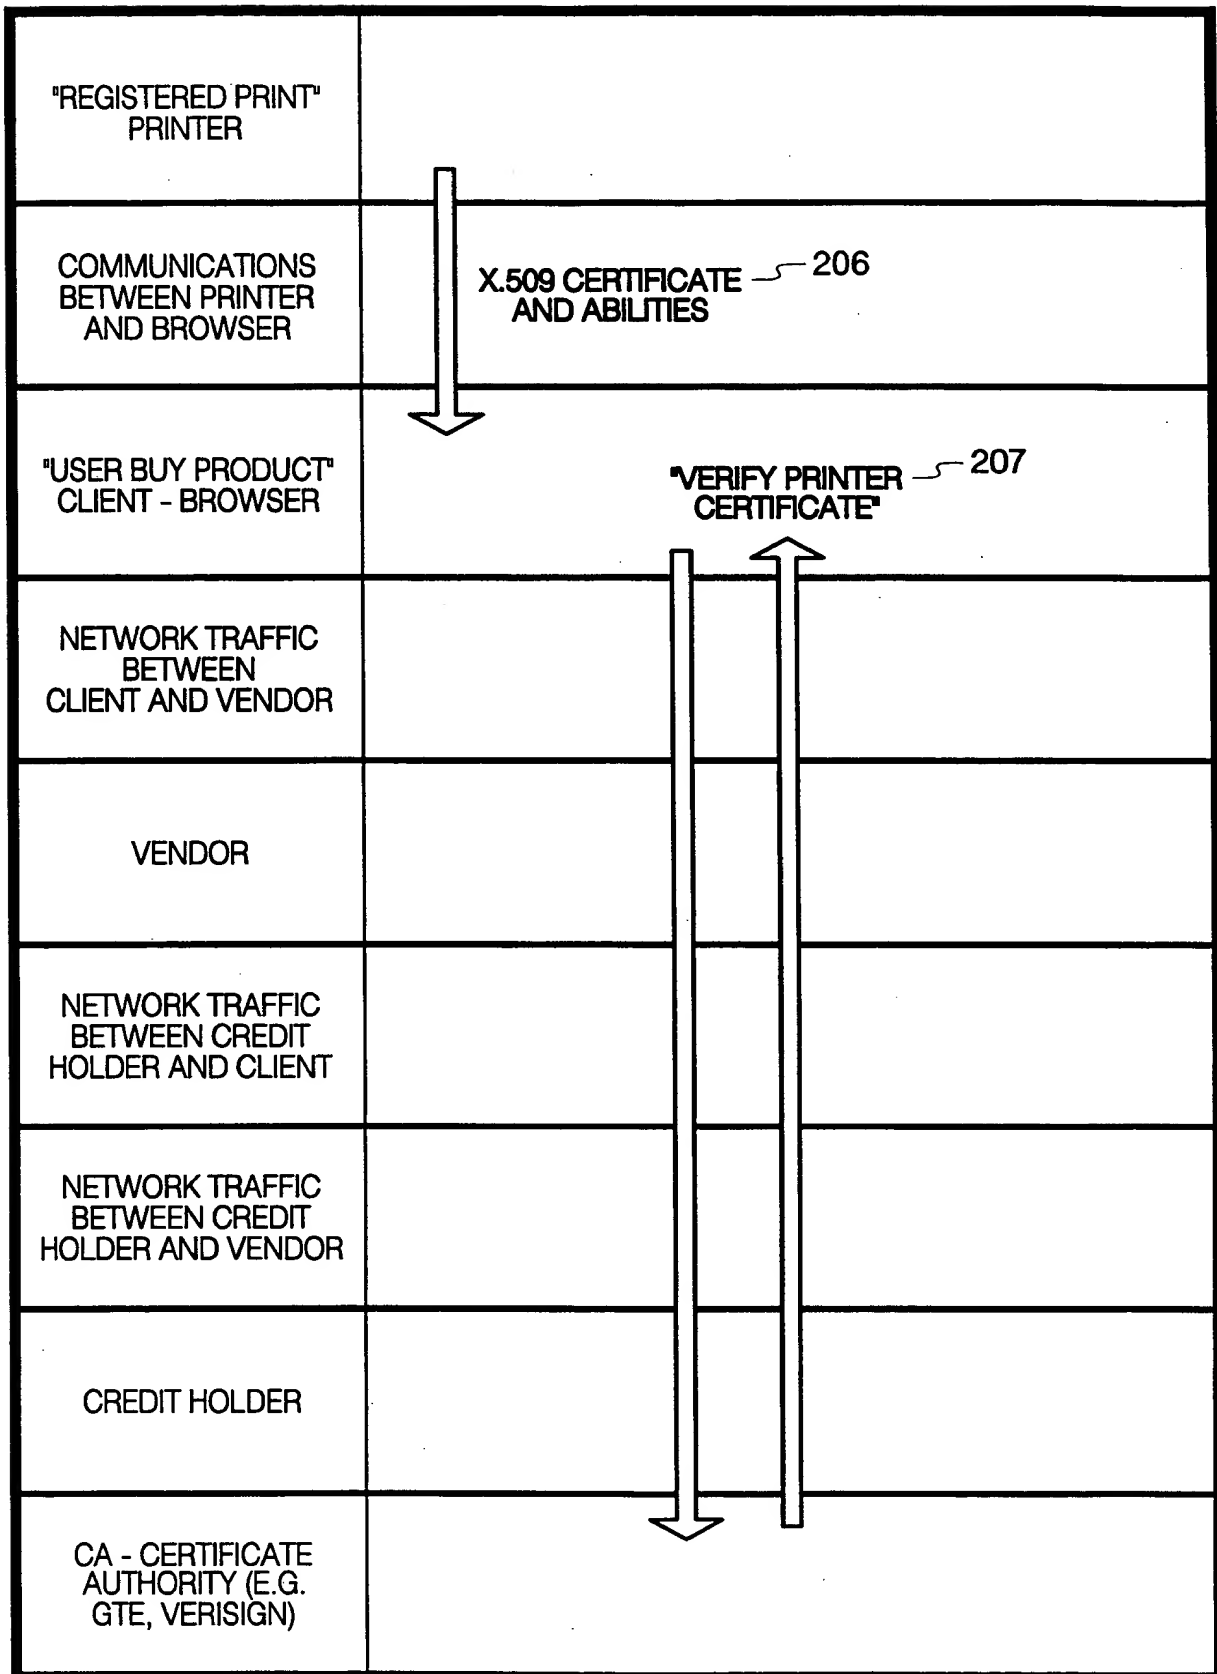 "REGISTERED PRINT"
PRINTER
COMMUNICATIONS
BETWEEN PRINTER
AND BROWSER
X.509 CERTIFICATE
AND ABILITIES
206
"USER BUY PRODUCT"
CLIENT - BROWSER
"VERIFY PRINTER
CERTIFICATE"
207
NETWORK TRAFFIC
BETWEEN
CLIENT AND VENDOR
VENDOR
NETWORK TRAFFIC
BETWEEN CREDIT
HOLDER AND CLIENT
NETWORK TRAFFIC
BETWEEN CREDIT
HOLDER AND VENDOR
CREDIT HOLDER
CA - CERTIFICATE
AUTHORITY (E.G.
GTE, VERISIGN)